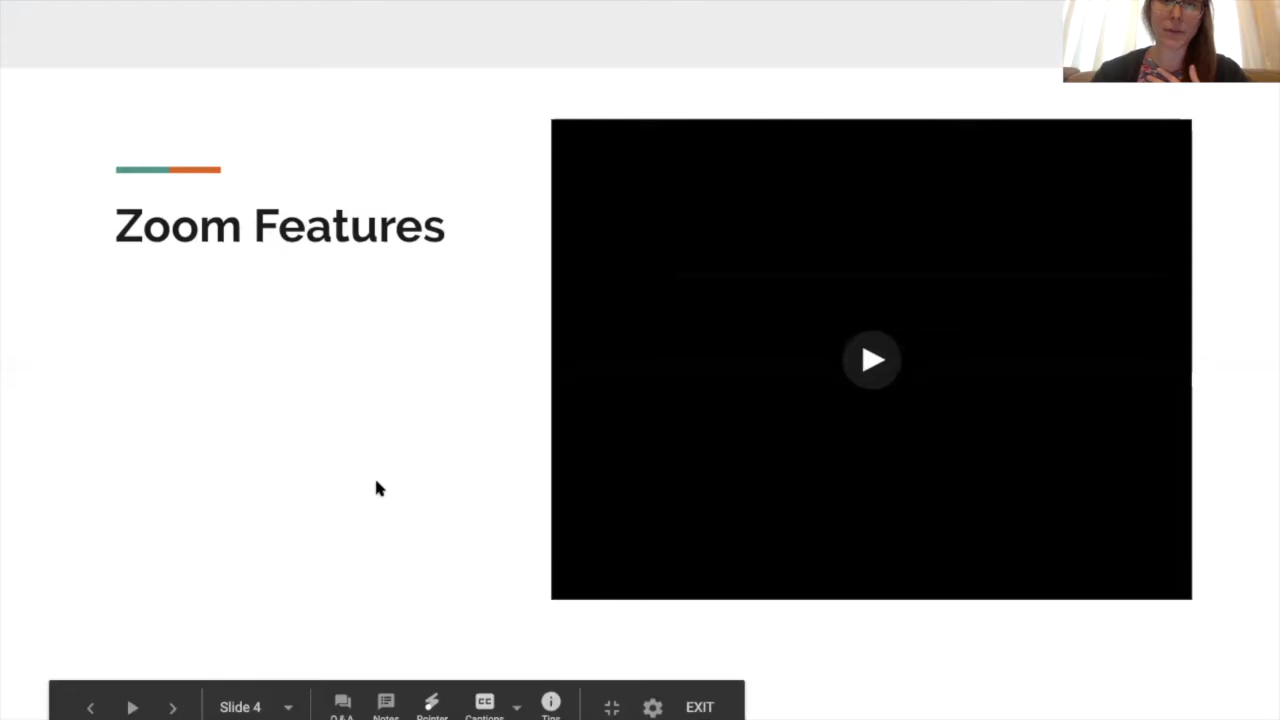 Zoom Features
Slide 4
EXIT
Q&A
Notes
Pointer
Captions
Tips